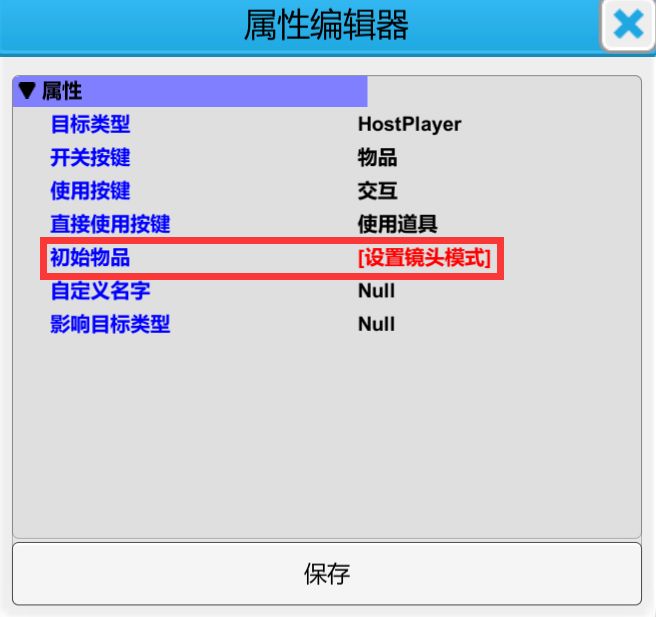 属性编辑器
▼ 属性
目标类型 HostPlayer
开关按键 物品
使用按键 交互
直接使用按键 使用道具
初始物品 [设置镜头模式]
自定义名字 Null
影响目标类型 Null
保存